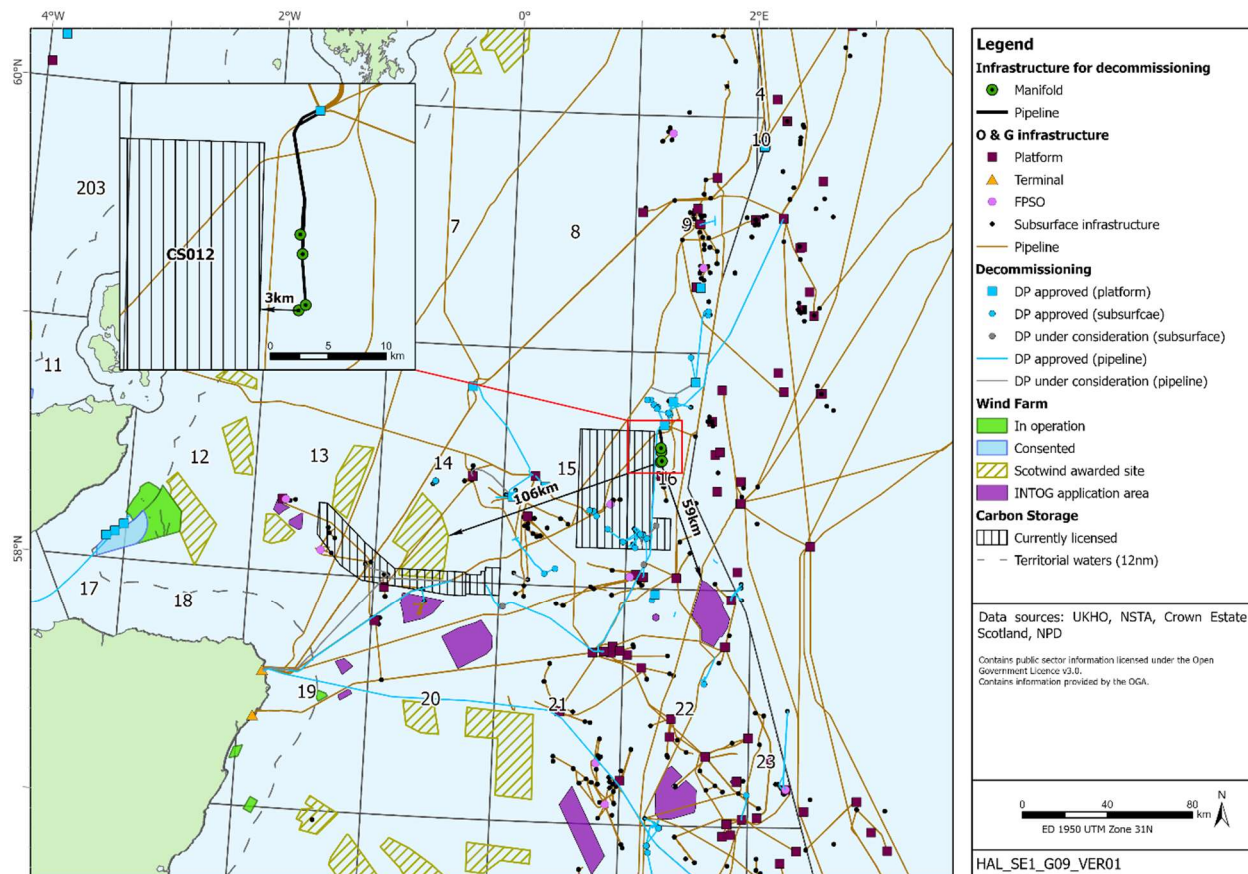 4°W
2°W
0°
2°E
60°N
58°N
203
CS012
3km
0
5
10
km
4
10
7
8
9
11
12
13
14
15
16
106km
59km
17
18
7
19
20
21
22
23
Legend
Infrastructure for decommissioning
Manifold
Pipeline
O & G infrastructure
Platform
Terminal
FPSO
Subsurface infrastructure
Pipeline
Decommissioning
DP approved (platform)
DP approved (subsurfcae)
DP under consideration (subsurface)
DP approved (pipeline)
DP under consideration (pipeline)
Wind Farm
In operation
Consented
Scotwind awarded site
INTOG application area
Carbon Storage
Currently licensed
Territorial waters (12nm)
Data sources: UKHO, NSTA, Crown Estate
Scotland, NPD
Contains public sector information licensed under the Open
Government Licence v3.0.
Contains information provided by the OGA.
0
40
80
km
N
ED 1950 UTM Zone 31N
HAL_SE1_G09_VER01